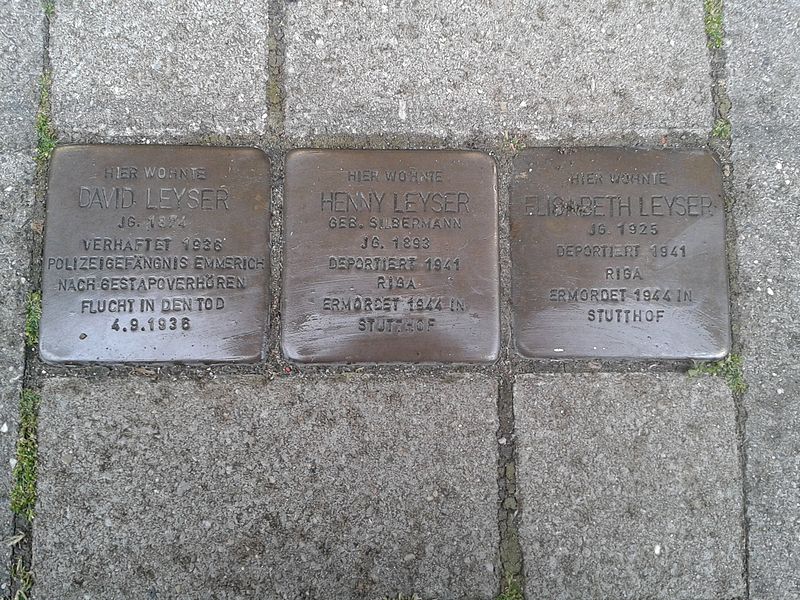 HIER WOHNTE
DAVID LEYSER
JG. 1874
VERHAFTET 1936
POLIZEIGEFÄNGNIS EMMERICH
NACH GESTAPOVERHÖREN
FLUCHT IN DEN TOD
4.9.1936
HIER WOHNTE
HENNY LEYSER
GEB. SILBERMANN
JG. 1893
DEPORTIERT 1941
RIGA
ERMORDET 1944 IN
STUTTHOF
HIER WOHNTE
ELISABETH LEYSER
JG. 1925
DEPORTIERT 1941
RIGA
ERMORDET 1944 IN
STUTTHOF